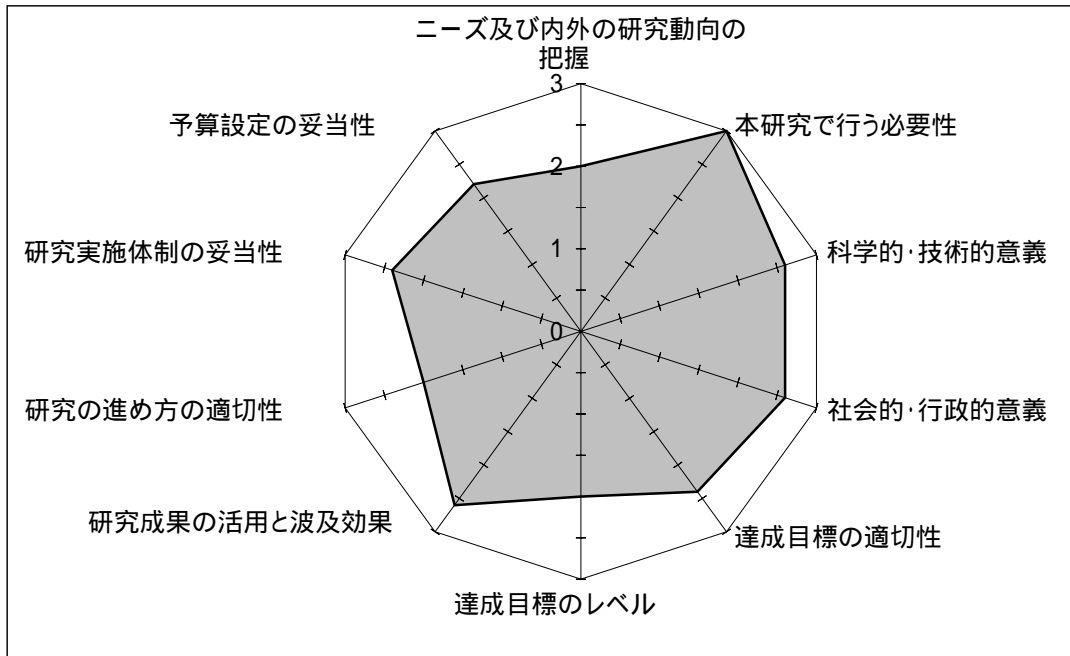 ニーズ及び内外の研究動向の
把握
3
予算設定の妥当性
本研究で行う必要性
2
研究実施体制の妥当性
科学的･技術的意義
1
0
研究の進め方の適切性
社会的･行政的意義
研究成果の活用と波及効果
達成目標の適切性
達成目標のレベル